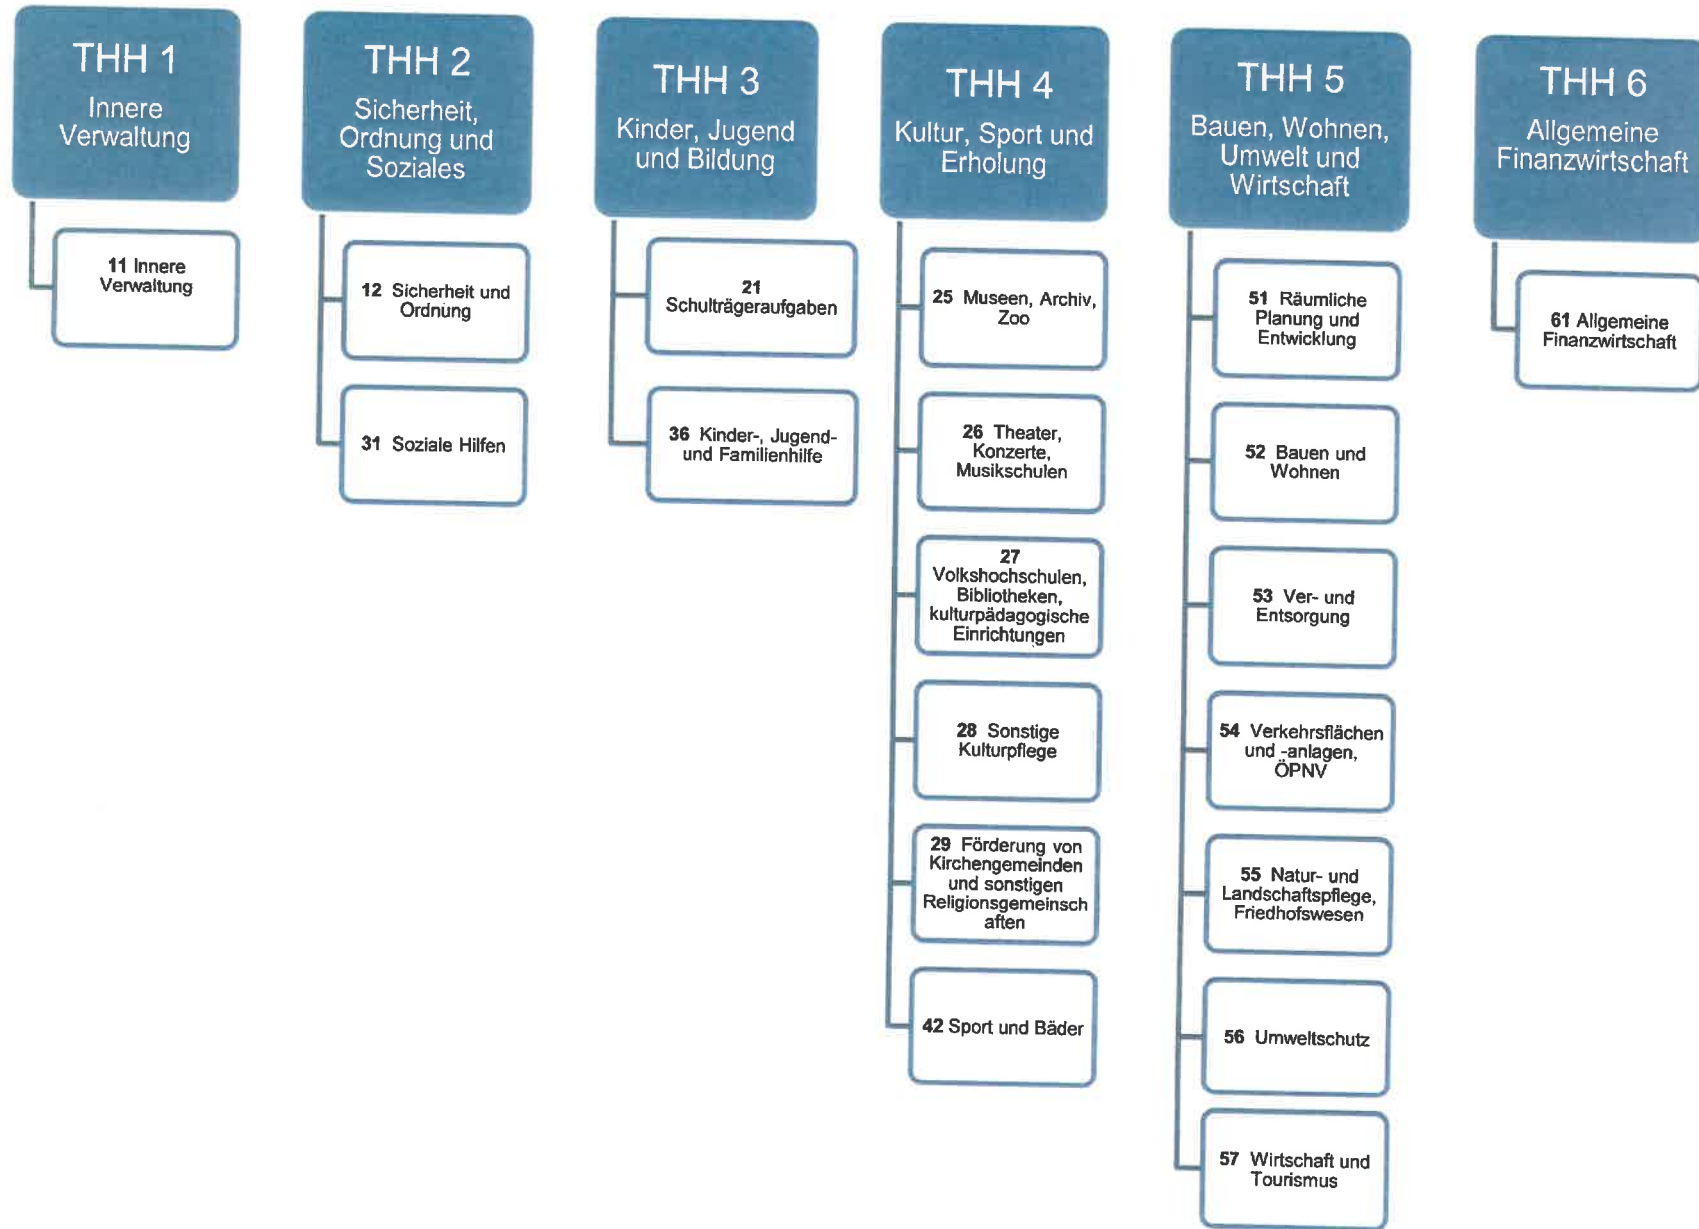 THH 1
Innere
Verwaltung
11 Innere
Verwaltung
THH 2
Sicherheit,
Ordnung und
Soziales
12 Sicherheit und
Ordnung
31 Soziale Hilfen
THH 3
Kinder, Jugend
und Bildung
21
Schulträgeraufgaben
36 Kinder-, Jugend-
und Familienhilfe
THH 4
Kultur, Sport und
Erholung
25 Museen, Archiv,
Zoo
26 Theater,
Konzerte,
Musikschulen
27
Volkshochschulen,
Bibliotheken,
kulturpädagogische
Einrichtungen
28 Sonstige
Kulturpflege
29 Förderung von
Kirchengemeinden
und sonstigen
Religionsgemeinsch
aften
42 Sport und Bäder
THH 5
Bauen, Wohnen,
Umwelt und
Wirtschaft
51 Räumliche
Planung und
Entwicklung
52 Bauen und
Wohnen
53 Ver- und
Entsorgung
54 Verkehrsflächen
und -anlagen,
ÖPNV
55 Natur- und
Landschaftspflege,
Friedhofswesen
56 Umweltschutz
57 Wirtschaft und
Tourismus
THH 6
Allgemeine
Finanzwirtschaft
61 Allgemeine
Finanzwirtschaft